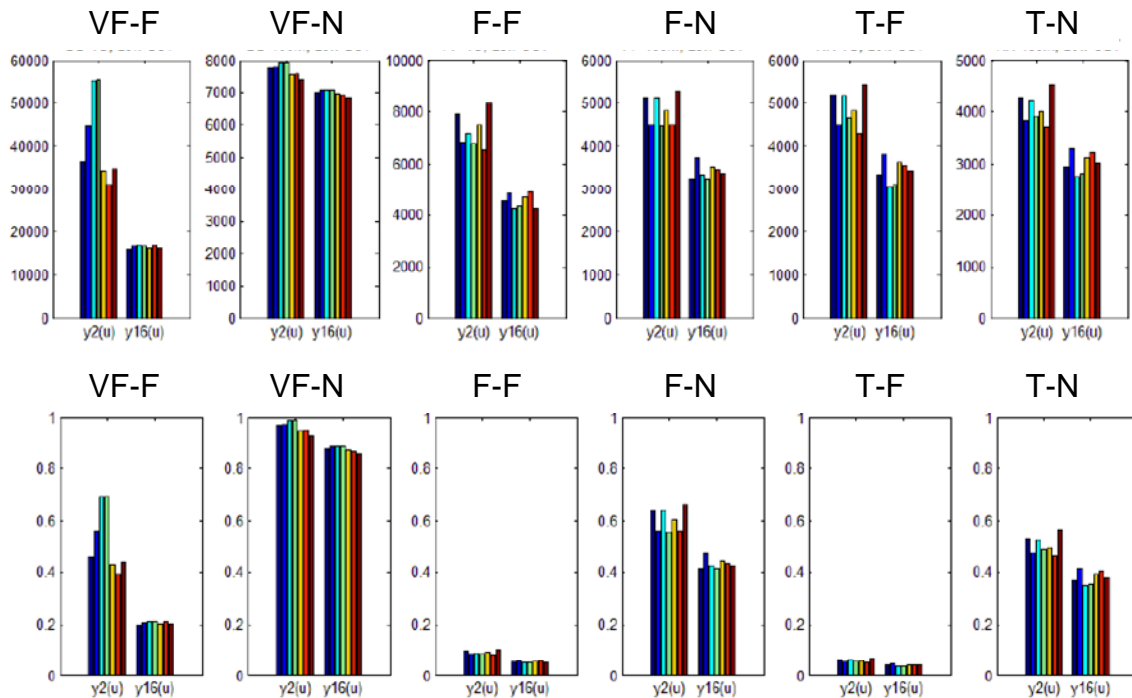 VF-F VF-N F-F F-N T-F T-N
60000 8000 10000 6000 6000 5000
50000 7000 8000 5000 5000 4000
40000 6000 6000 4000 4000 3000
30000 5000 4000 3000 3000 2000
20000 4000 2000 2000 2000 1000
10000 3000 0 1000 1000 0
0 2000 0 0
1000
0
y2(u) y16(u) y2(u) y16(u) y2(u) y16(u) y2(u) y16(u) y2(u) y16(u) y2(u) y16(u)
VF-F VF-N F-F F-N T-F T-N
1 1 1 1 1 1
0.8 0.8 0.8 0.8 0.8 0.8
0.6 0.6 0.6 0.6 0.6 0.6
0.4 0.4 0.4 0.4 0.4 0.4
0.2 0.2 0.2 0.2 0.2 0.2
0 0 0 0 0 0
y2(u) y16(u) y2(u) y16(u) y2(u) y16(u) y2(u) y16(u) y2(u) y16(u) y2(u) y16(u)